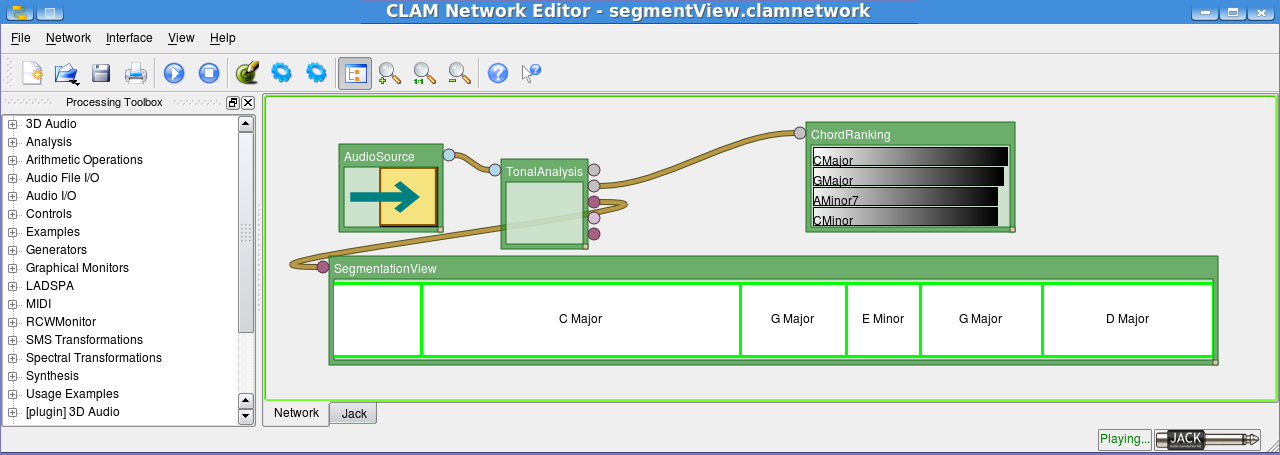 CLAM Network Editor - segmentView.clamnetwork
File Network Interface View Help
1:1
Processing Toolbox
3D Audio
Analysis
Arithmetic Operations
Audio File I/O
Audio I/O
Controls
Examples
Generators
Graphical Monitors
LADSPA
MIDI
RCWMonitor
SMS Transformations
Spectral Transformations
Synthesis
Usage Examples
[plugin] 3D Audio
AudioSource
TonalAnalysis
ChordRanking
CMajor
GMajor
AMinor7
CMinor
SegmentationView
C Major G Major E Minor G Major D Major
Network Jack
Playing... JACK